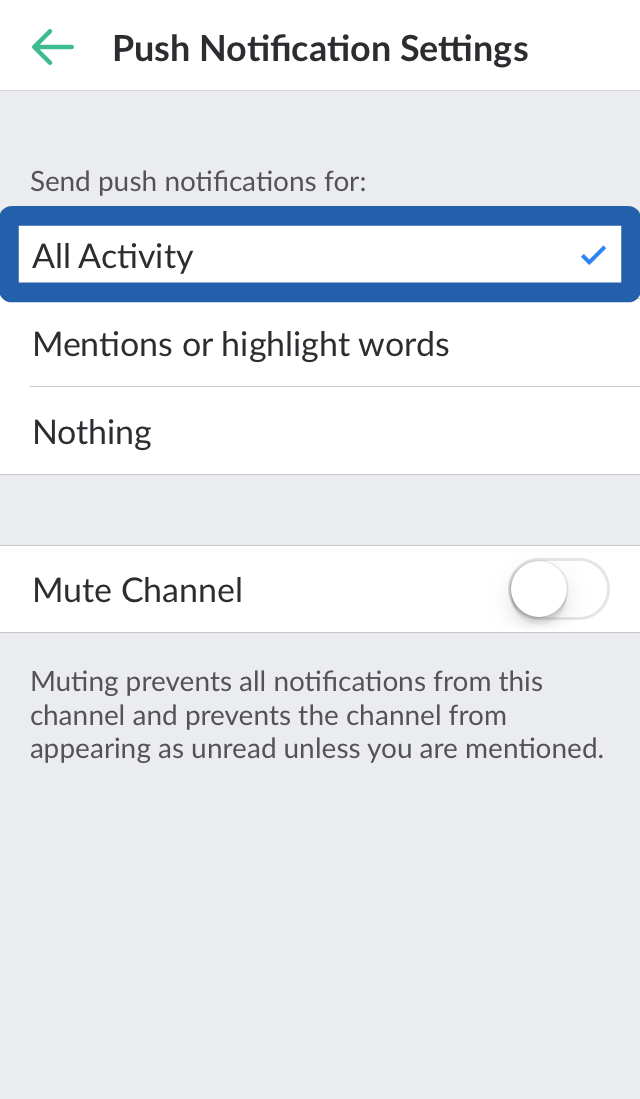 Push Notification Settings
Send push notifications for:
All Activity
Mentions or highlight words
Nothing
Mute Channel
Muting prevents all notifications from this
channel and prevents the channel from
appearing as unread unless you are mentioned.